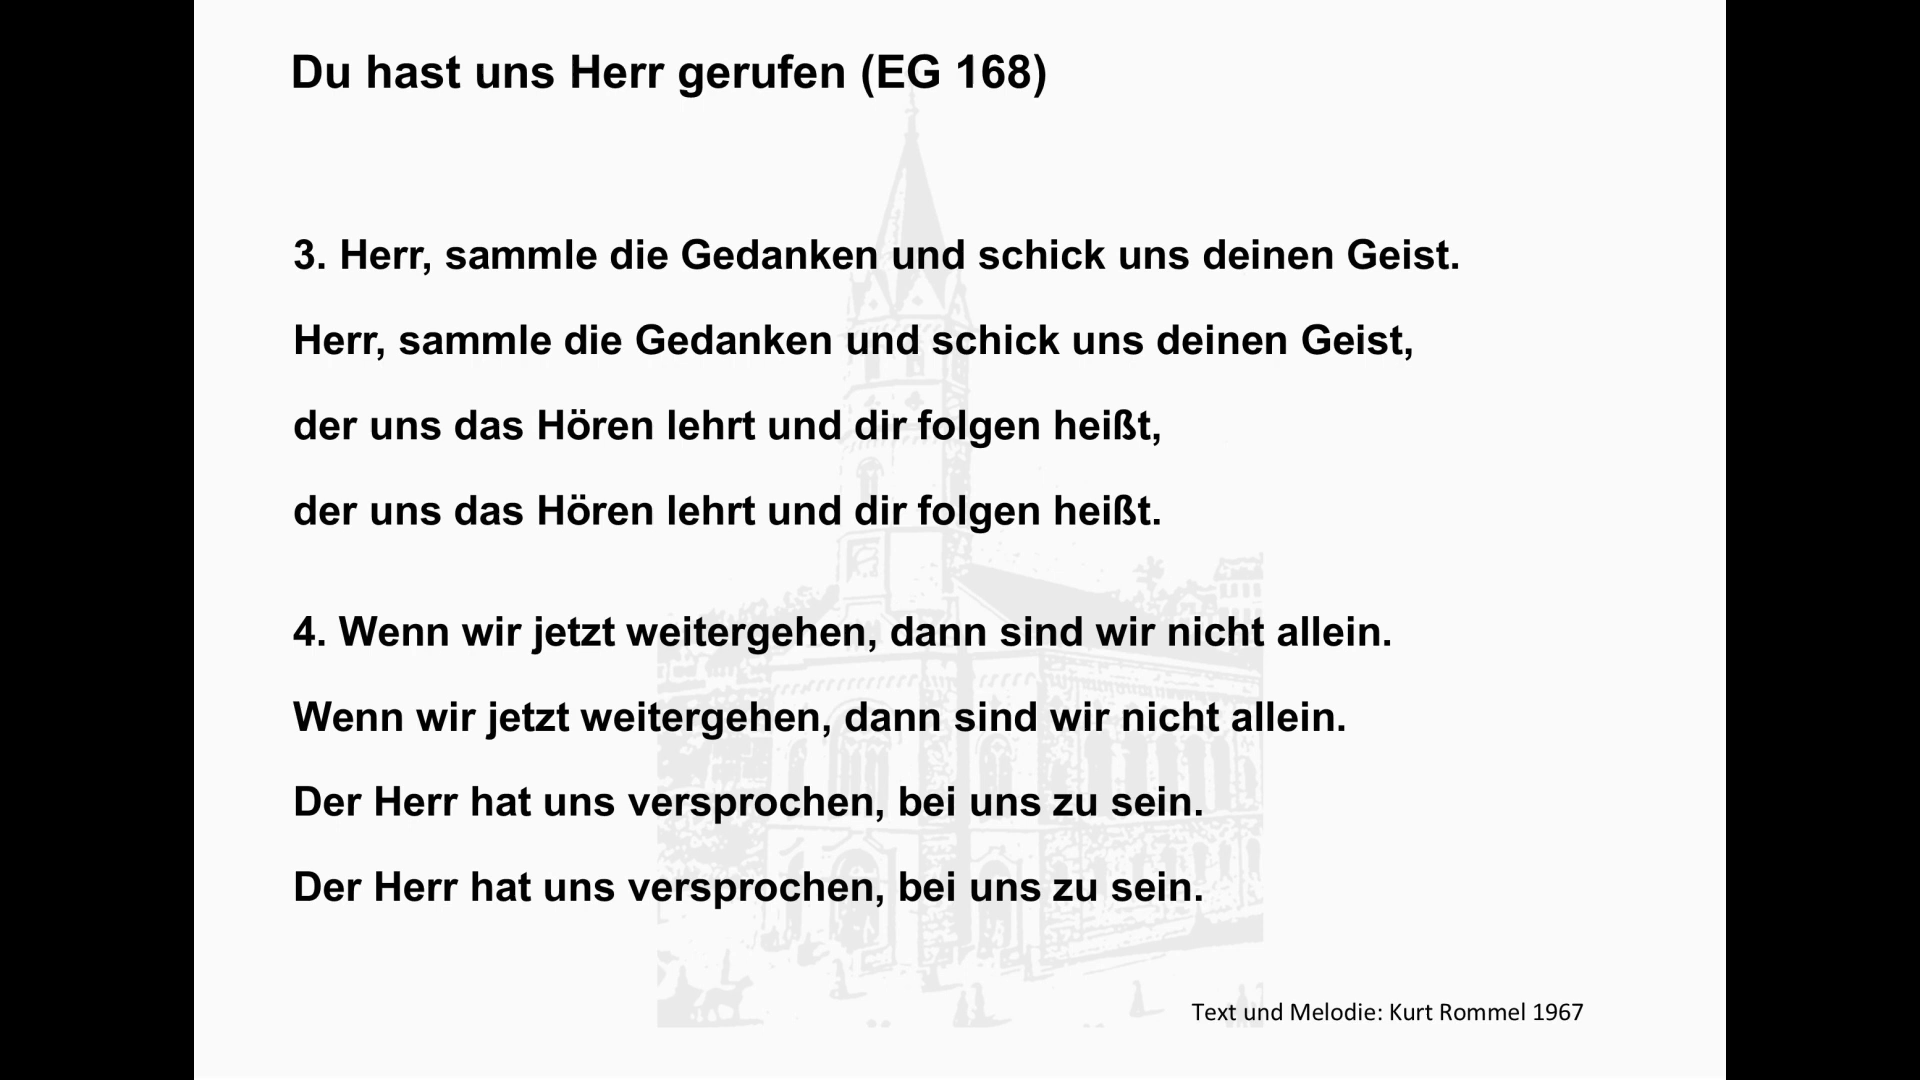 Du hast uns Herr gerufen (EG 168)
3. Herr, sammle die Gedanken und schick uns deinen Geist.
Herr, sammle die Gedanken und schick uns deinen Geist,
der uns das Hören lehrt und dir folgen heißt,
der uns das Hören lehrt und dir folgen heißt.
4. Wenn wir jetzt weitergehen, dann sind wir nicht allein.
Wenn wir jetzt weitergehen, dann sind wir nicht allein.
Der Herr hat uns versprochen, bei uns zu sein.
Der Herr hat uns versprochen, bei uns zu sein.
Text und Melodie: Kurt Rommel 1967